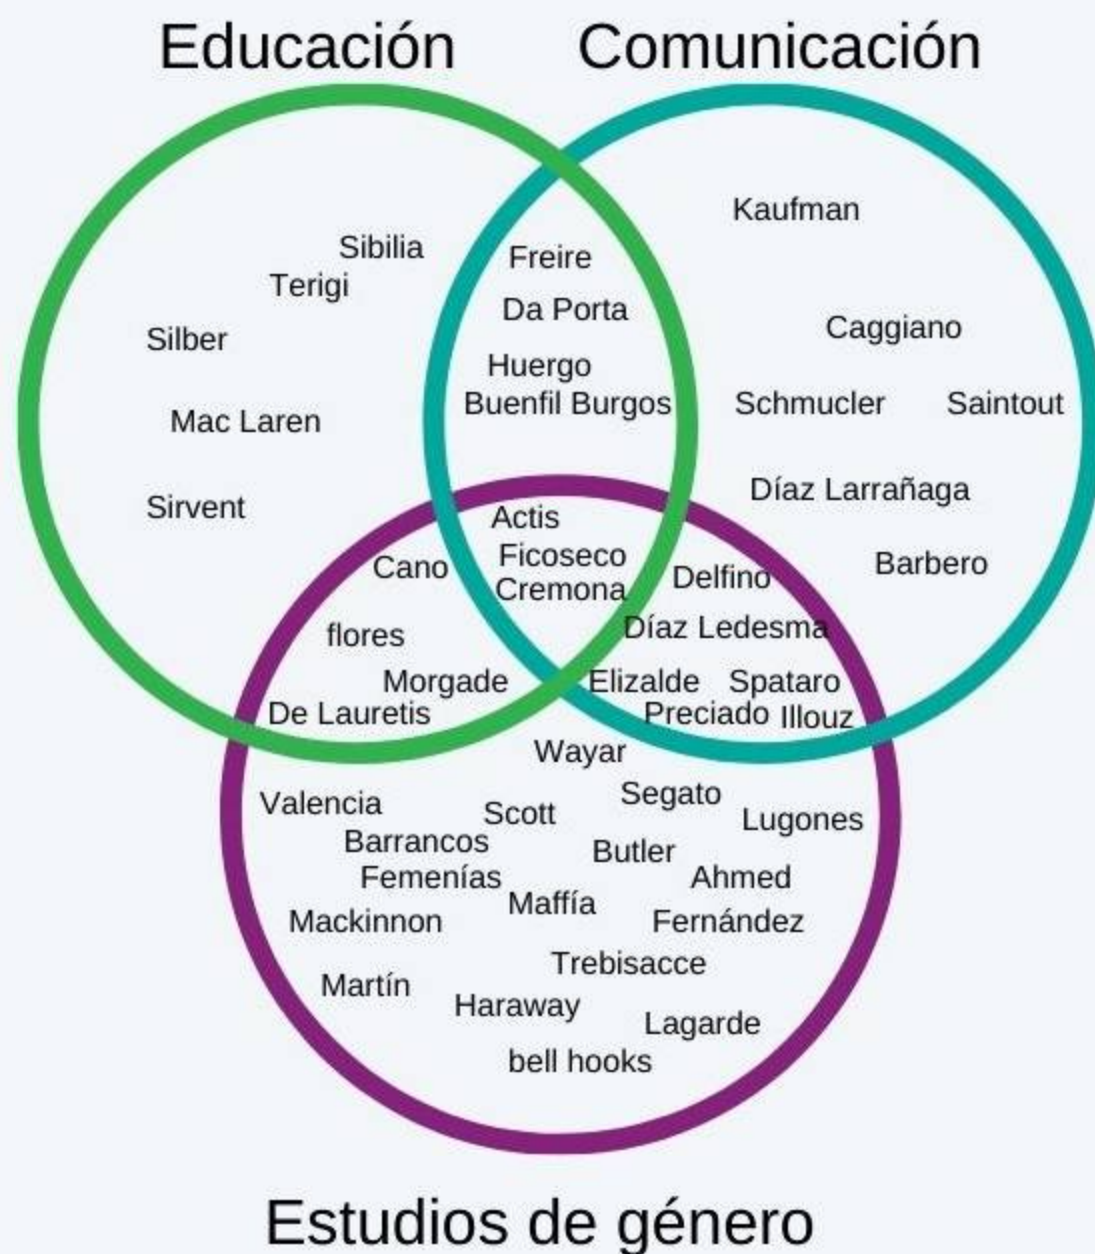 Educación
Comunicación
Kaufman
Sibilia
Freire
Terigi
Da Porta
Caggiano
Silber
Huergo
Buenfil Burgos
Schmucler
Saintout
Mac Laren
Díaz Larrañaga
Sirvent
Actis
Ficoseco
Cremona
Cano
Delfino
Barbero
flores
Díaz Ledesma
Morgade
Elizalde
Spataro
De Lauretis
Preciado
Illouz
Wayar
Segato
Valencia
Scott
Lugones
Barrancos
Butler
Femenías
Ahmed
Maffía
Mackinnon
Fernández
Trebisacce
Martín
Haraway
Lagarde
bell hooks
Estudios de género